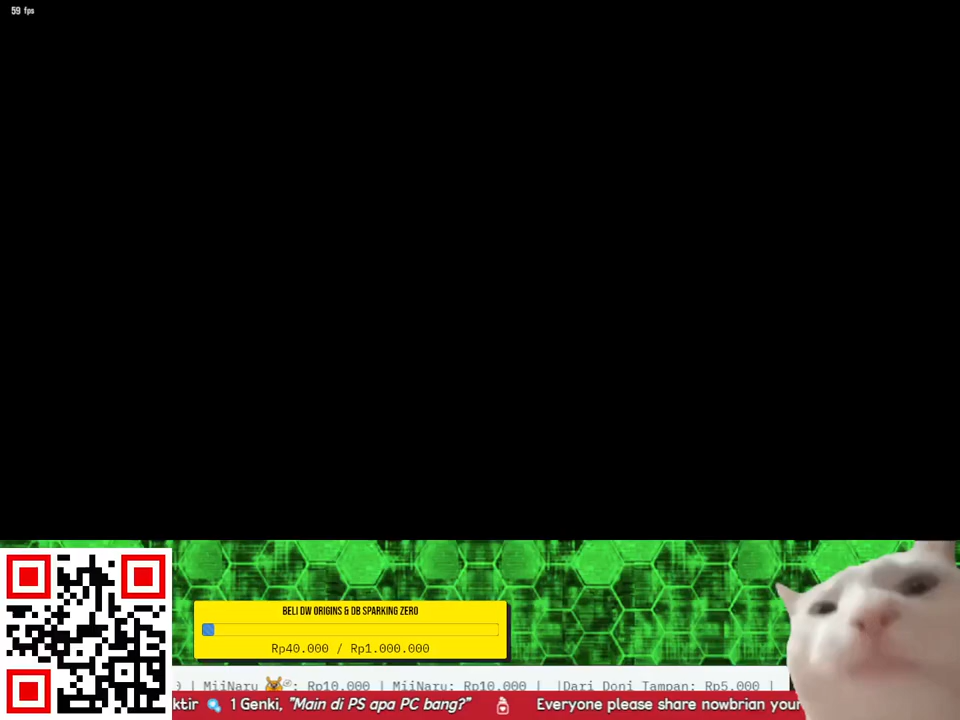 59 fps
BELI DW ORIGINS & DB SPARKING ZERO
Rp40.000 / Rp1.000.000
| MiiNaru : Rp10.000 | MiiNaru: Rp10.000 | |Dari Doni Tampan: Rp5.000 |
ktir 1 Genki, "Main di PS apa PC bang?" Everyone please share nowbrian your